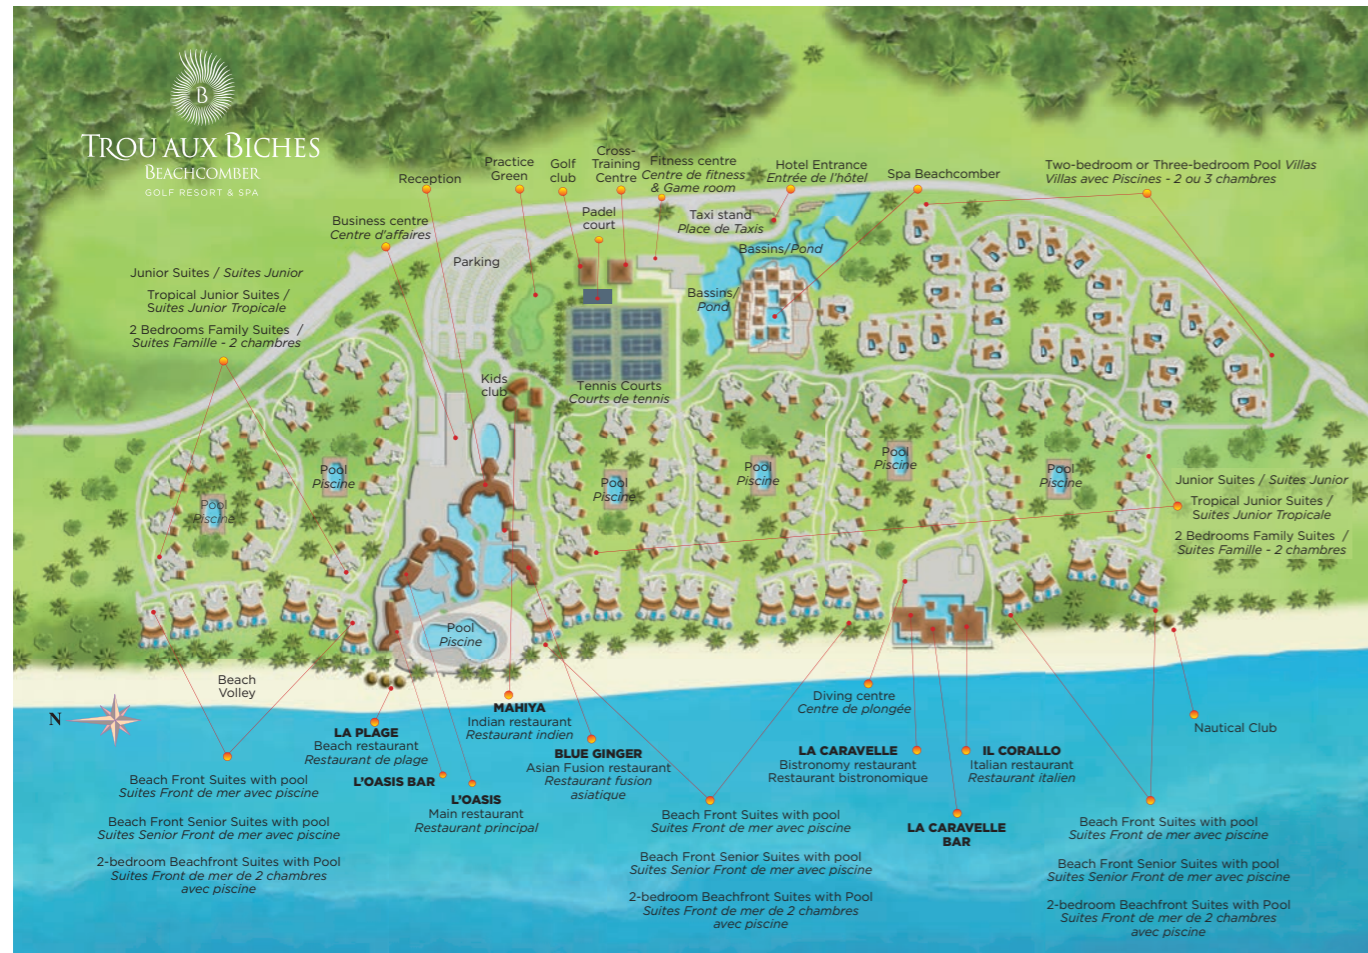 B
TROU AUX BICHES
BEACHCOMBER
GOLF RESORT & SPA
Reception
Practice
Green
Golf
club
Cross-
Training
Centre
Fitness centre
Centre de fitness
& Game room
Hotel Entrance
Entrée de l'hôtel
Spa Beachcomber
Two-bedroom or Three-bedroom Pool Villas
Villas avec Piscines - 2 ou 3 chambres
Business centre
Centre d'affaires
Padel
court
Taxi stand
Place de Taxis
Parking
Bassins/Pond
Bassins/
Pond
Junior Suites / Suites Junior
Tropical Junior Suites /
Suites Junior Tropicale
2 Bedrooms Family Suites /
Suites Famille - 2 chambres
Kids
club
Tennis Courts
Courts de tennis
Pool
Piscine
Pool
Piscine
Pool
Piscine
Pool
Piscine
Pool
Piscine
Pool
Piscine
Junior Suites / Suites Junior
Tropical Junior Suites /
Suites Junior Tropicale
2 Bedrooms Family Suites /
Suites Famille - 2 chambres
Pool
Piscine
Beach
Volley
N
LA PLAGE
Beach restaurant
Restaurant de plage
L'OASIS BAR
L'OASIS
Main restaurant
Restaurant principal
MAHIYA
Indian restaurant
Restaurant indien
BLUE GINGER
Asian Fusion restaurant
Restaurant fusion
asiatique
Diving centre
Centre de plongée
LA CARAVELLE
Bistronomy restaurant
Restaurant bistronomique
IL CORALLO
Italian restaurant
Restaurant italien
LA CARAVELLE
BAR
Nautical Club
Beach Front Suites with pool
Suites Front de mer avec piscine
Beach Front Senior Suites with pool
Suites Senior Front de mer avec piscine
2-bedroom Beachfront Suites with Pool
Suites Front de mer de 2 chambres
avec piscine
Beach Front Suites with pool
Suites Front de mer avec piscine
Beach Front Senior Suites with pool
Suites Senior Front de mer avec piscine
2-bedroom Beachfront Suites with Pool
Suites Front de mer de 2 chambres
avec piscine
Beach Front Suites with pool
Suites Front de mer avec piscine
Beach Front Senior Suites with pool
Suites Senior Front de mer avec piscine
2-bedroom Beachfront Suites with Pool
Suites Front de mer de 2 chambres
avec piscine